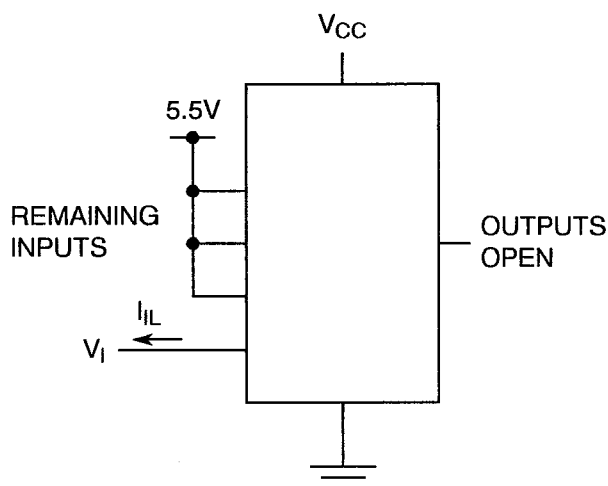 VCC
5.5V
REMAINING
INPUTS
OUTPUTS
OPEN
IIL
VI